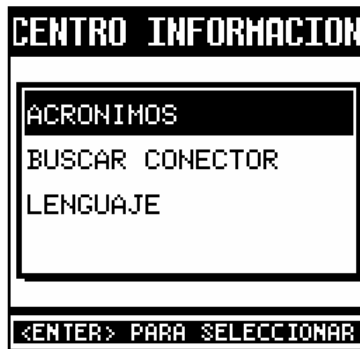 CENTRO INFORMACION
ACRONIMOS
BUSCAR CONECTOR
LENGUAJE
<ENTER> PARA SELECCIONAR